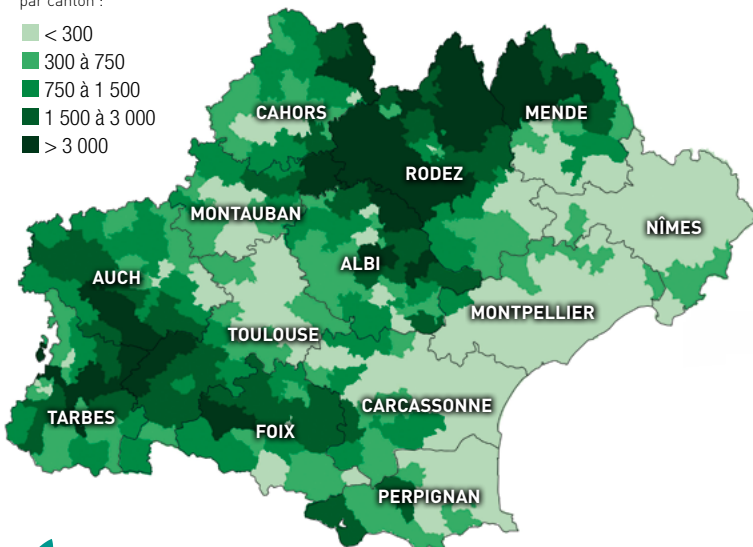 par canton :
< 300
300 à 750
750 à 1 500
1 500 à 3 000
> 3 000
CAHORS
MENDE
RODEZ
MONTAUBAN
NÎMES
ALBI
AUCH
MONTPELLIER
TOULOUSE
CARCASSONNE
TARBES
FOIX
PERPIGNAN